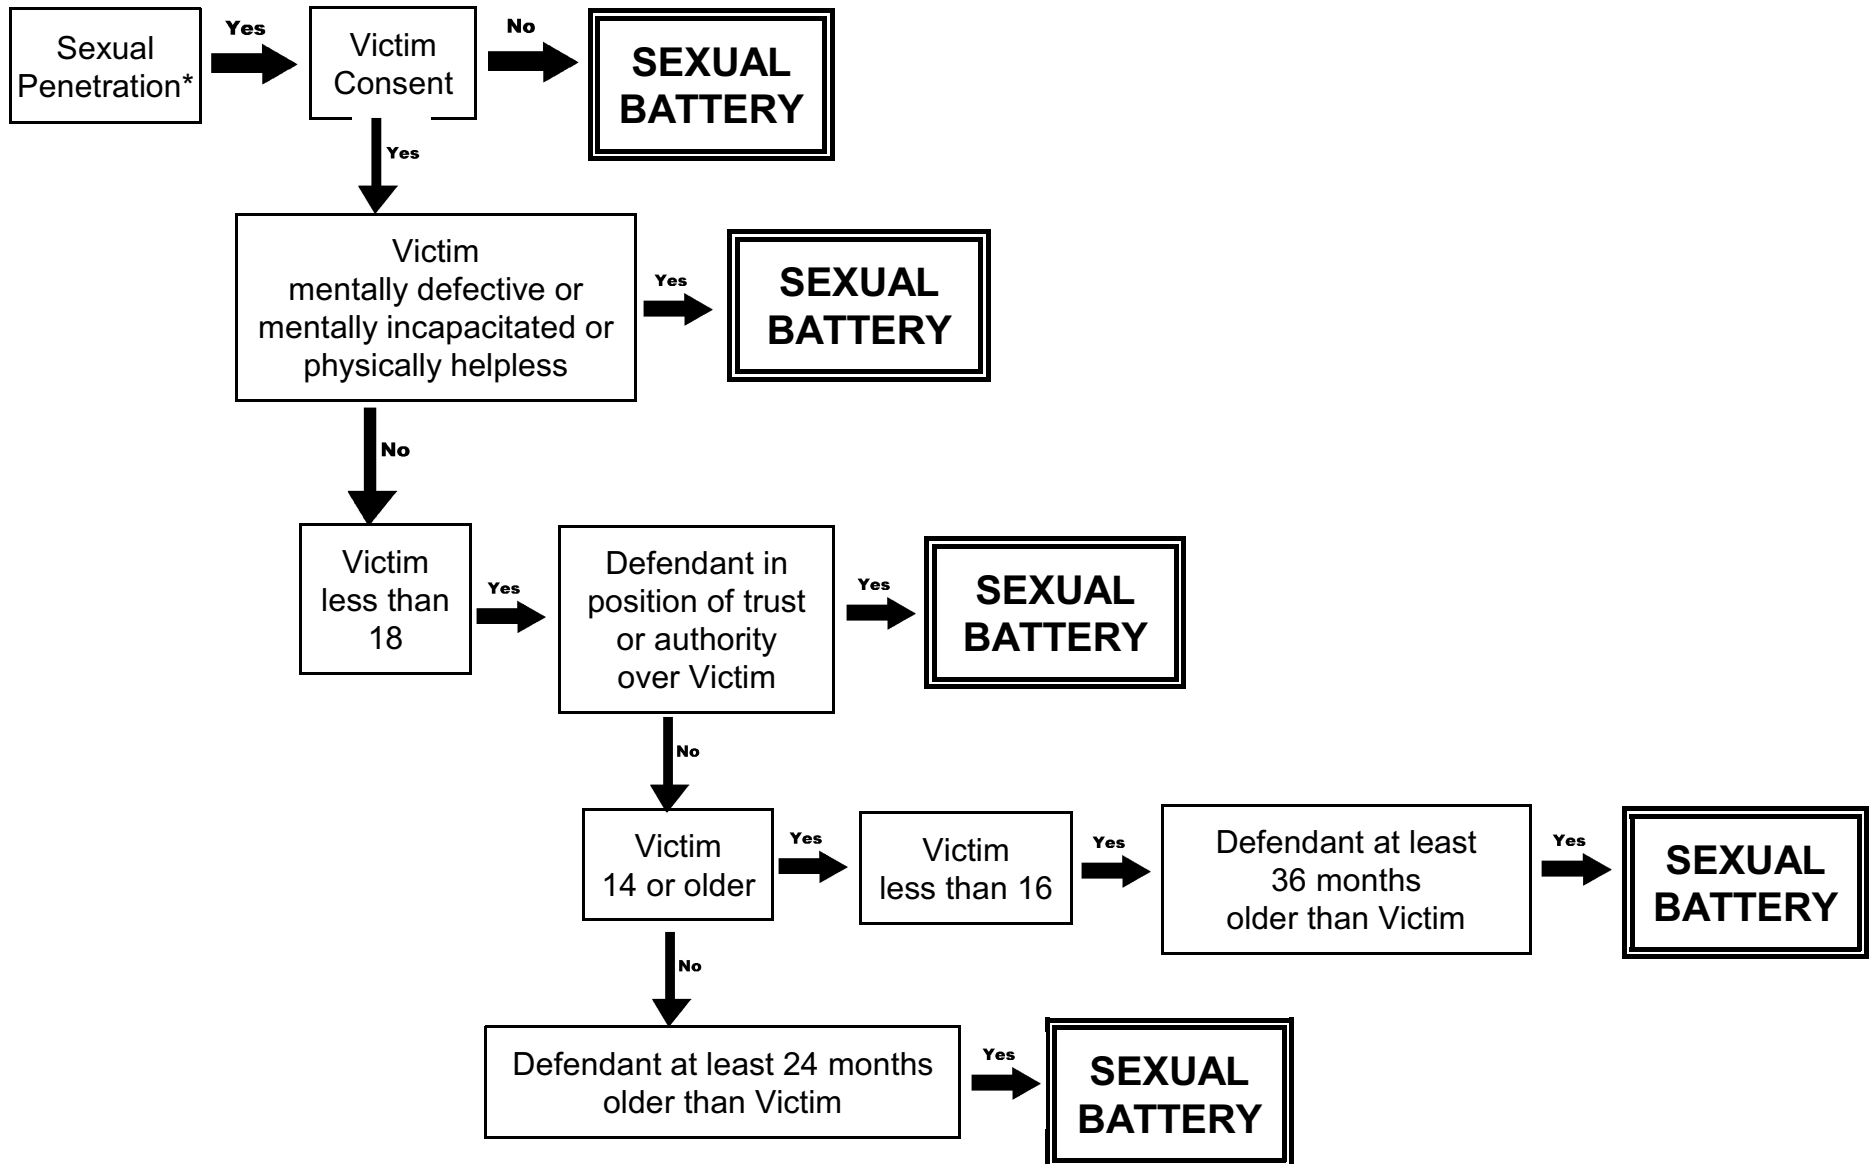 Sexual
Penetration*
Yes
Victim
Consent
No
SEXUAL
BATTERY
Yes
Victim
mentally defective or
mentally incapacitated or
physically helpless
Yes
SEXUAL
BATTERY
No
Victim
less than
18
Yes
Defendant in
position of trust
or authority
over Victim
Yes
SEXUAL
BATTERY
No
Victim
14 or older
Yes
Victim
less than 16
Yes
Defendant at least
36 months
older than Victim
Yes
SEXUAL
BATTERY
No
Defendant at least 24 months
older than Victim
Yes
SEXUAL
BATTERY